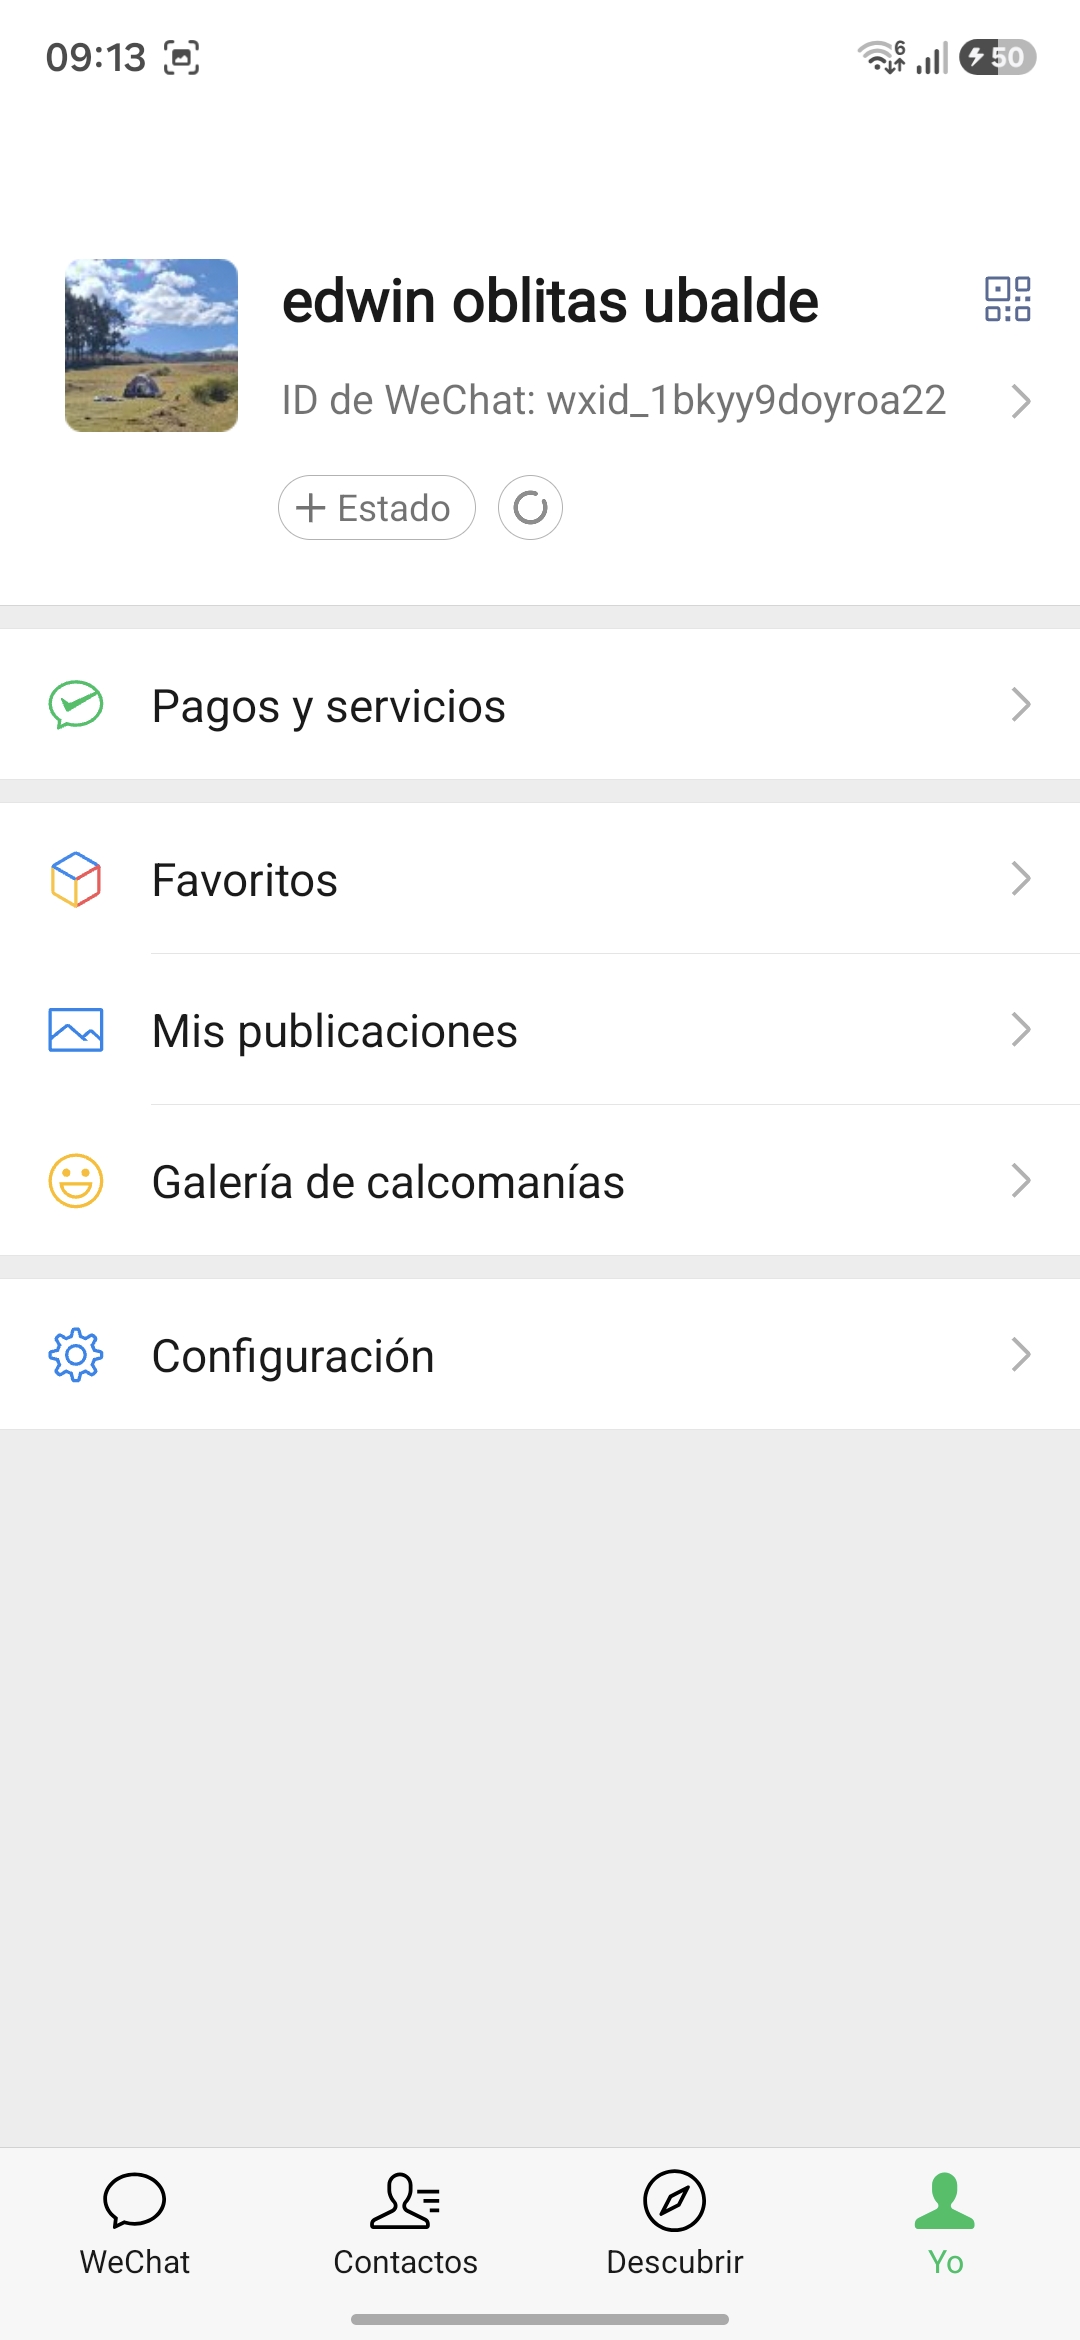 09:13
6
50
edwin oblitas ubalde
ID de WeChat: wxid_1bkyy9doyroa22
+ Estado
Pagos y servicios
Favoritos
Mis publicaciones
Galería de calcomanías
Configuración
WeChat
Contactos
Descubrir
Yo